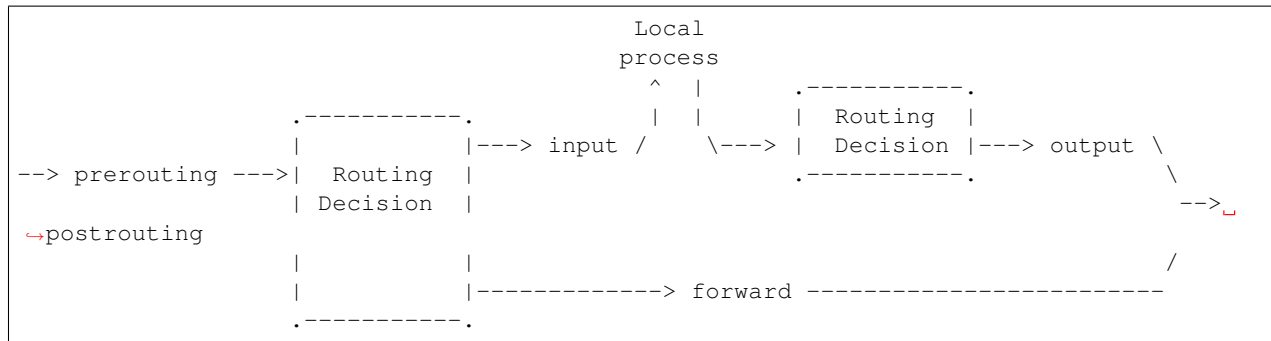 Local
process
^ | .-----------.
.-----------. | | | Routing |
| |---> input / \---> | Decision |---> output \
--> prerouting --->| Routing | .-----------. \
| Decision | -->␣
↪postrouting
| | /
| |-------------> forward -------------------------
.-----------.